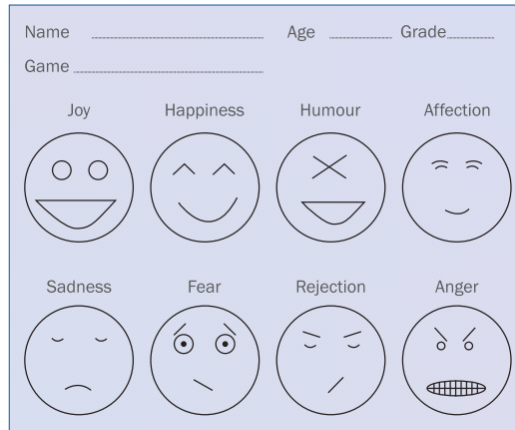 Name Age Grade
Game
Joy Happiness Humour Affection
Sadness Fear Rejection Anger